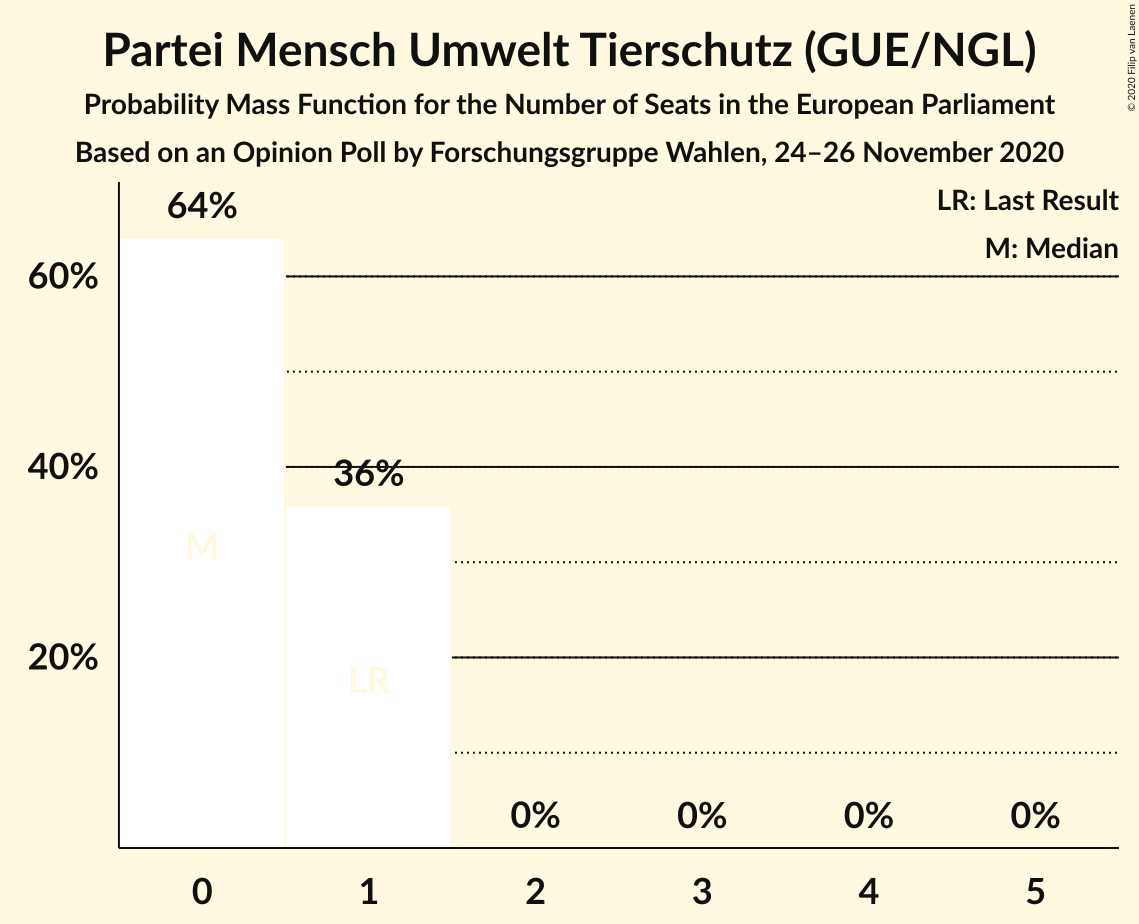 Partei Mensch Umwelt Tierschutz (GUE/NGL)
Probability Mass Function for the Number of Seats in the European Parliament
Based on an Opinion Poll by Forschungsgruppe Wahlen, 24–26 November 2020
© 2020 Filip van Laenen
LR: Last Result
M: Median
64%
60%
40%
36%
M
20%
LR
0% 0% 0% 0%
0 1 2 3 4 5